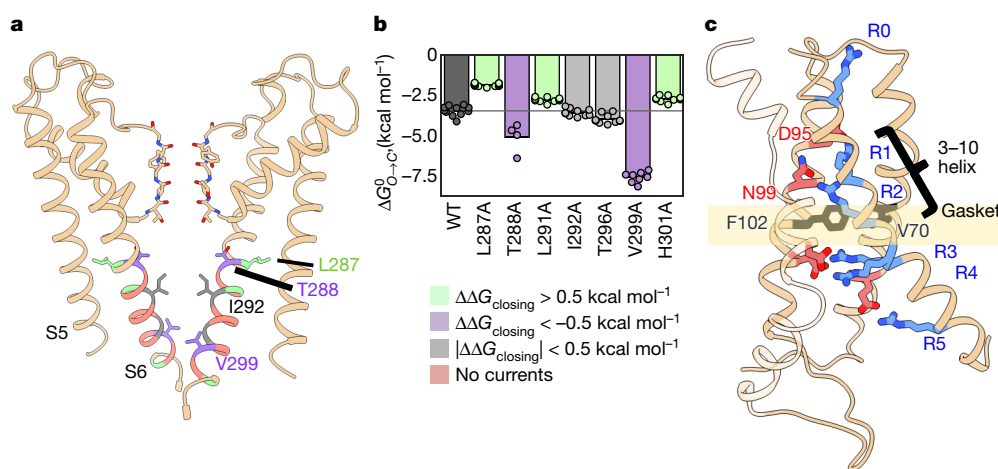 a
S5
S6
L287
T288
I292
V299
b
ΔG⁰O→C,(kcal mol⁻¹)
0
−2.5
−5.0
−7.5
WT
L287A
T288A
L291A
I292A
T296A
V299A
H301A
ΔΔGclosing > 0.5 kcal mol⁻¹
ΔΔGclosing < −0.5 kcal mol⁻¹
|ΔΔGclosing| < 0.5 kcal mol⁻¹
No currents
c
R0
D95
R1
3–10
helix
N99
R2
Gasket
F102
V70
R3
R4
R5